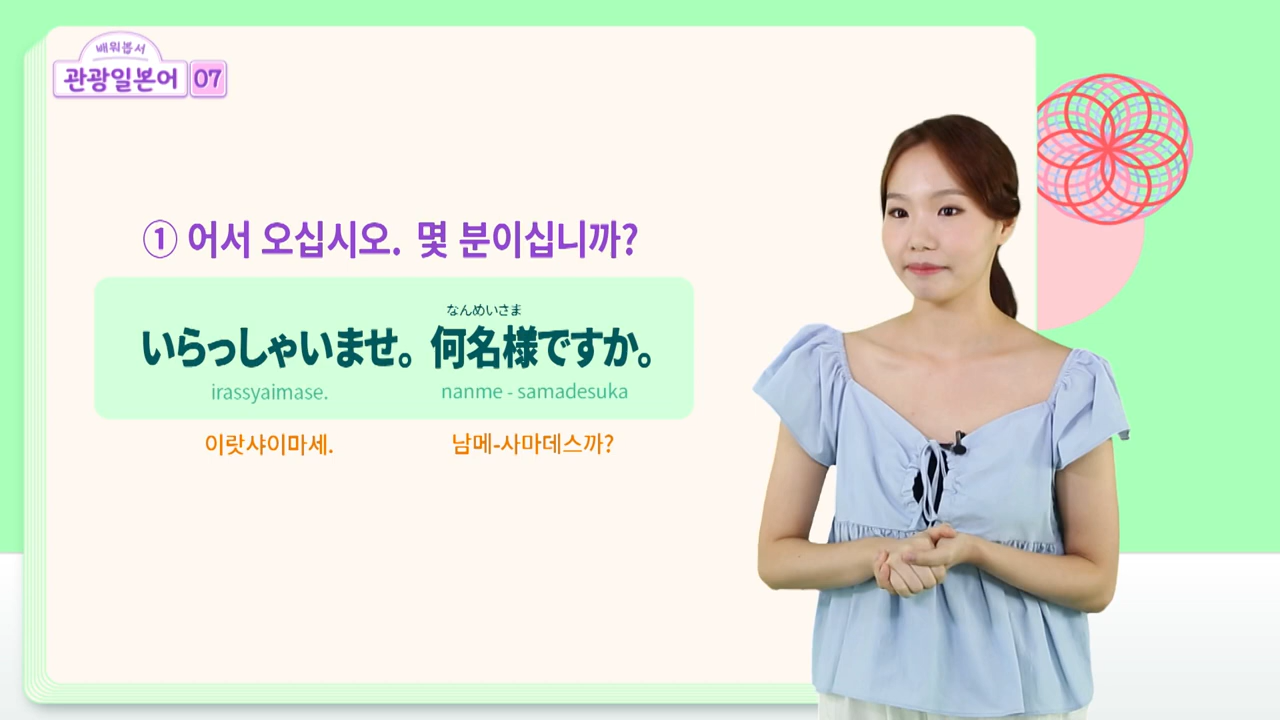 배워봅서
관광일본어 07
① 어서 오십시오. 몇 분이십니까?
なんめいさま
いらっしゃいませ。何名様ですか。
irassyaimase. nanme - samadesuka
이랏샤이마세. 남메-사마데스까?